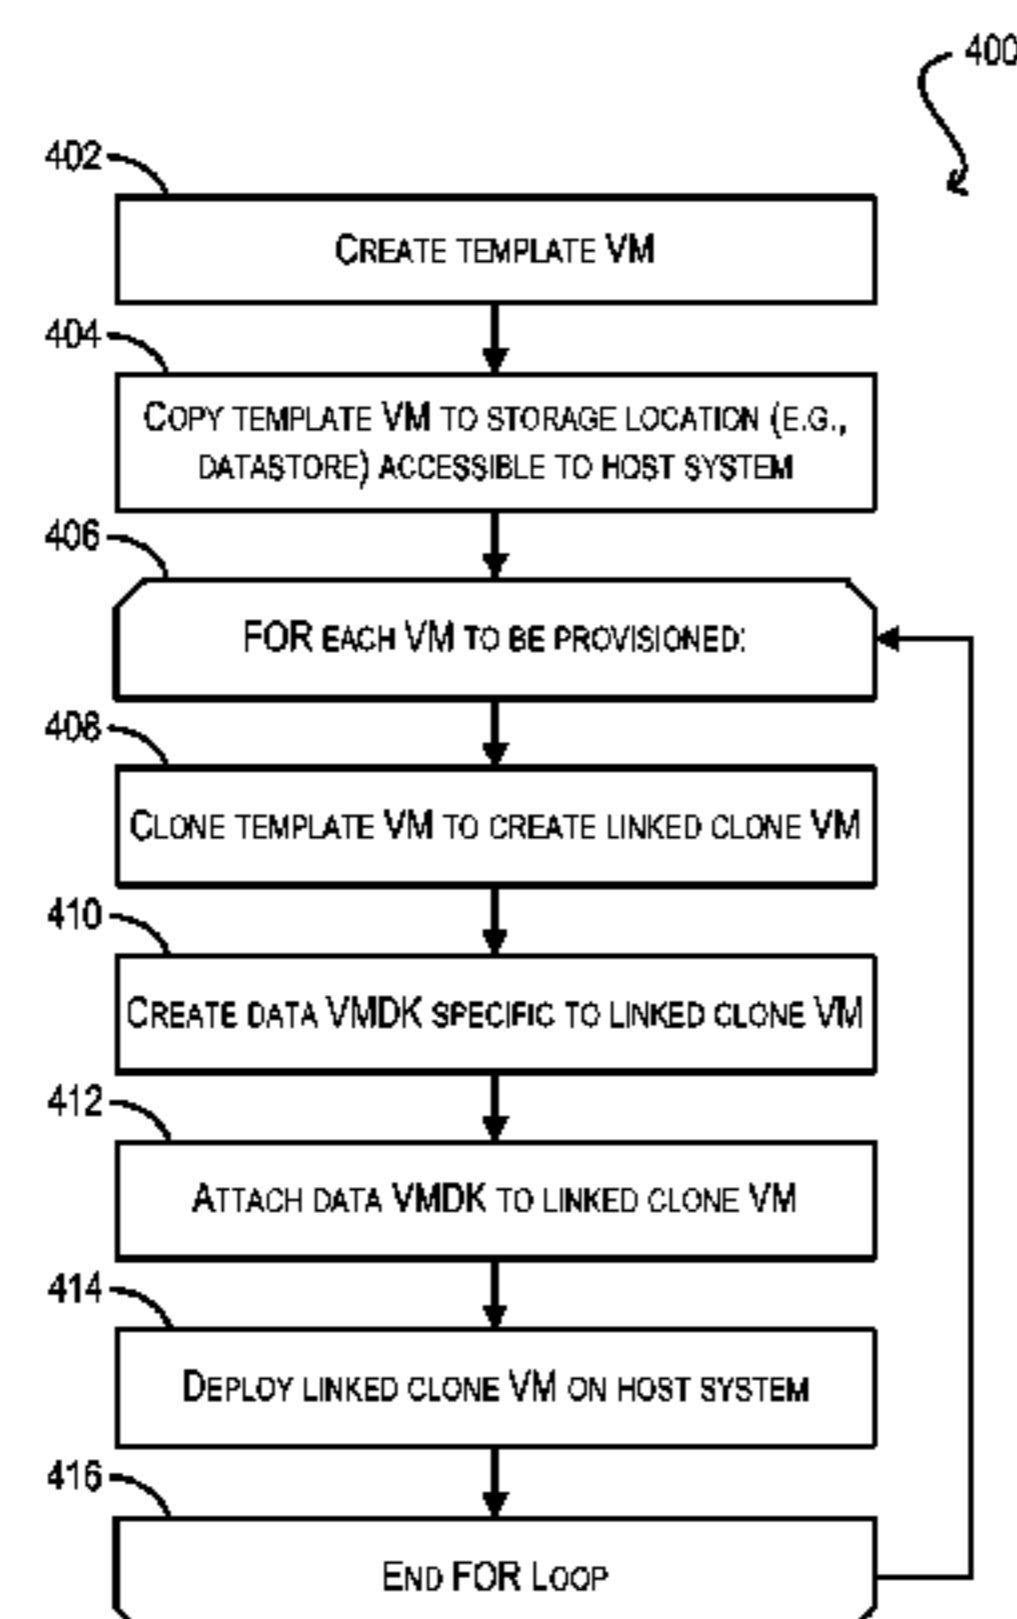 400
402
CREATE TEMPLATE VM
404
COPY TEMPLATE VM TO STORAGE LOCATION (E.G.,
DATASTORE) ACCESSIBLE TO HOST SYSTEM
406
FOR EACH VM TO BE PROVISIONED:
408
CLONE TEMPLATE VM TO CREATE LINKED CLONE VM
410
CREATE DATA VMDK SPECIFIC TO LINKED CLONE VM
412
ATTACH DATA VMDK TO LINKED CLONE VM
414
DEPLOY LINKED CLONE VM ON HOST SYSTEM
416
END FOR LOOP